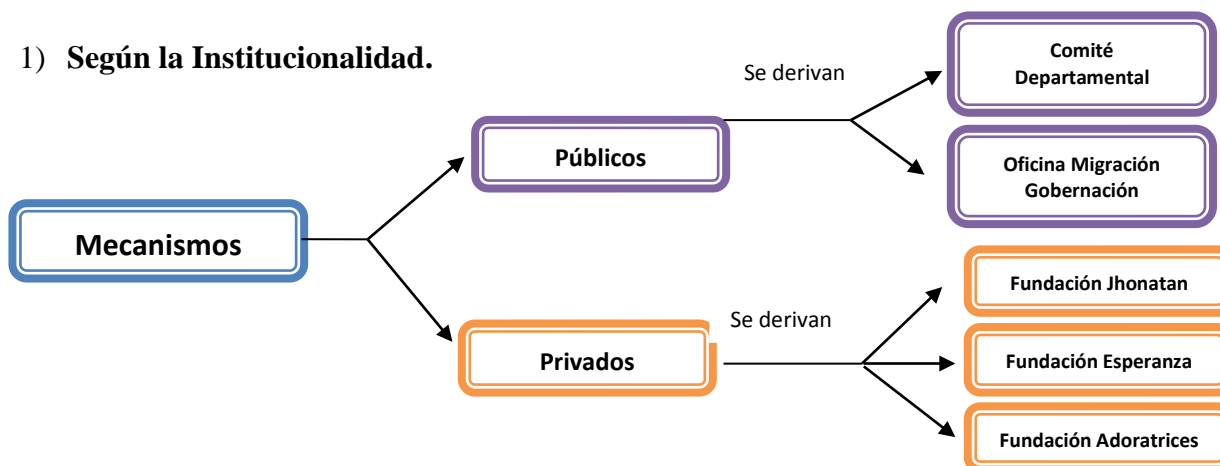 1) Según la Institucionalidad.
Mecanismos
Públicos
Se derivan
Comité
Departamental
Oficina Migración
Gobernación
Privados
Se derivan
Fundación Jhonatan
Fundación Esperanza
Fundación Adoratrices